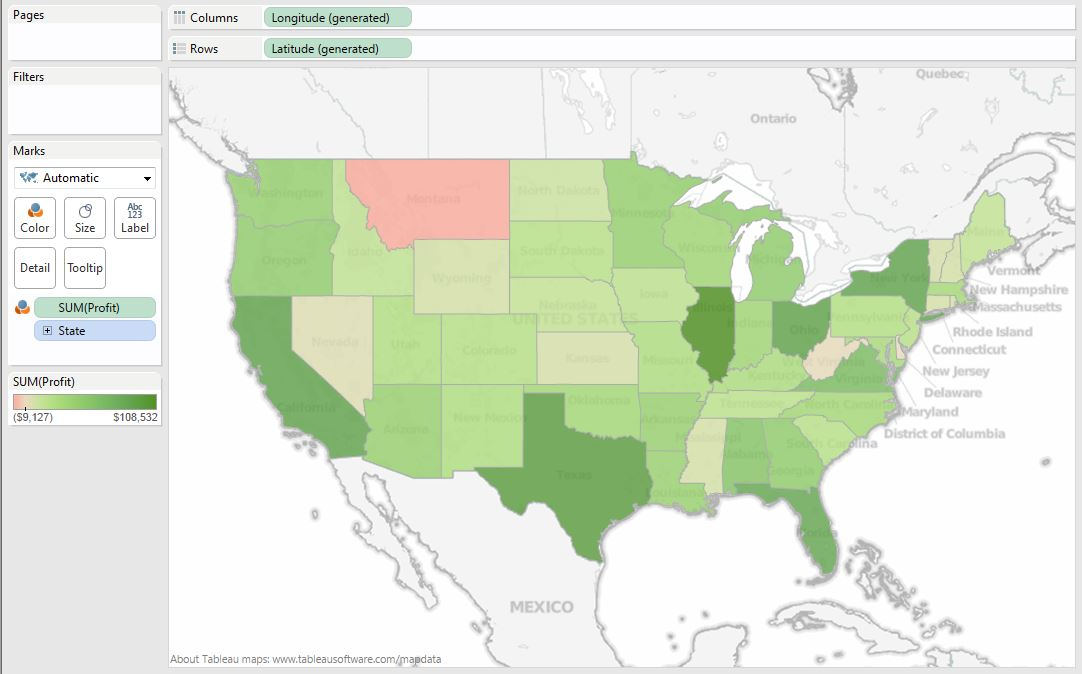 Pages
Columns
Longitude (generated)
Rows
Latitude (generated)
Filters
Marks
Automatic
Color
Size
Abc
123
Label
Detail
Tooltip
SUM(Profit)
State
SUM(Profit)
($9,127)
$108,532
Quebec
Ontario
Washington
Montana
North Dakota
Minnesota
Maine
Oregon
Idaho
South Dakota
Wisconsin
Michigan
New York
Vermont
Wyoming
New Hampshire
Iowa
Massachusetts
Nebraska
Illinois
Indiana
Ohio
Pennsylvania
UNITED STATES
Rhode Island
Nevada
Utah
Colorado
Connecticut
Kansas
Missouri
West Virginia
Kentucky
Virginia
New Jersey
Delaware
California
Oklahoma
Tennessee
North Carolina
Maryland
Arizona
New Mexico
Arkansas
District of Columbia
Mississippi
South Carolina
Alabama
Georgia
Texas
Louisiana
Florida
MEXICO
About Tableau maps: www.tableausoftware.com/mapdata